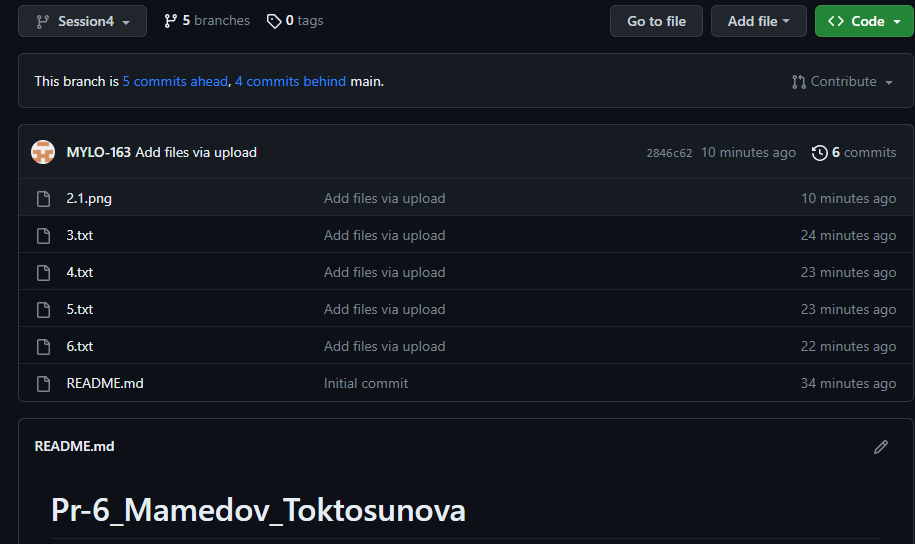 Session4 5 branches 0 tags Go to file Add file Code
This branch is 5 commits ahead, 4 commits behind main. Contribute
MYLO-163 Add files via upload 2846c62 10 minutes ago 6 commits
2.1.png Add files via upload 10 minutes ago
3.txt Add files via upload 24 minutes ago
4.txt Add files via upload 23 minutes ago
5.txt Add files via upload 23 minutes ago
6.txt Add files via upload 22 minutes ago
README.md Initial commit 34 minutes ago
README.md
Pr-6_Mamedov_Toktosunova